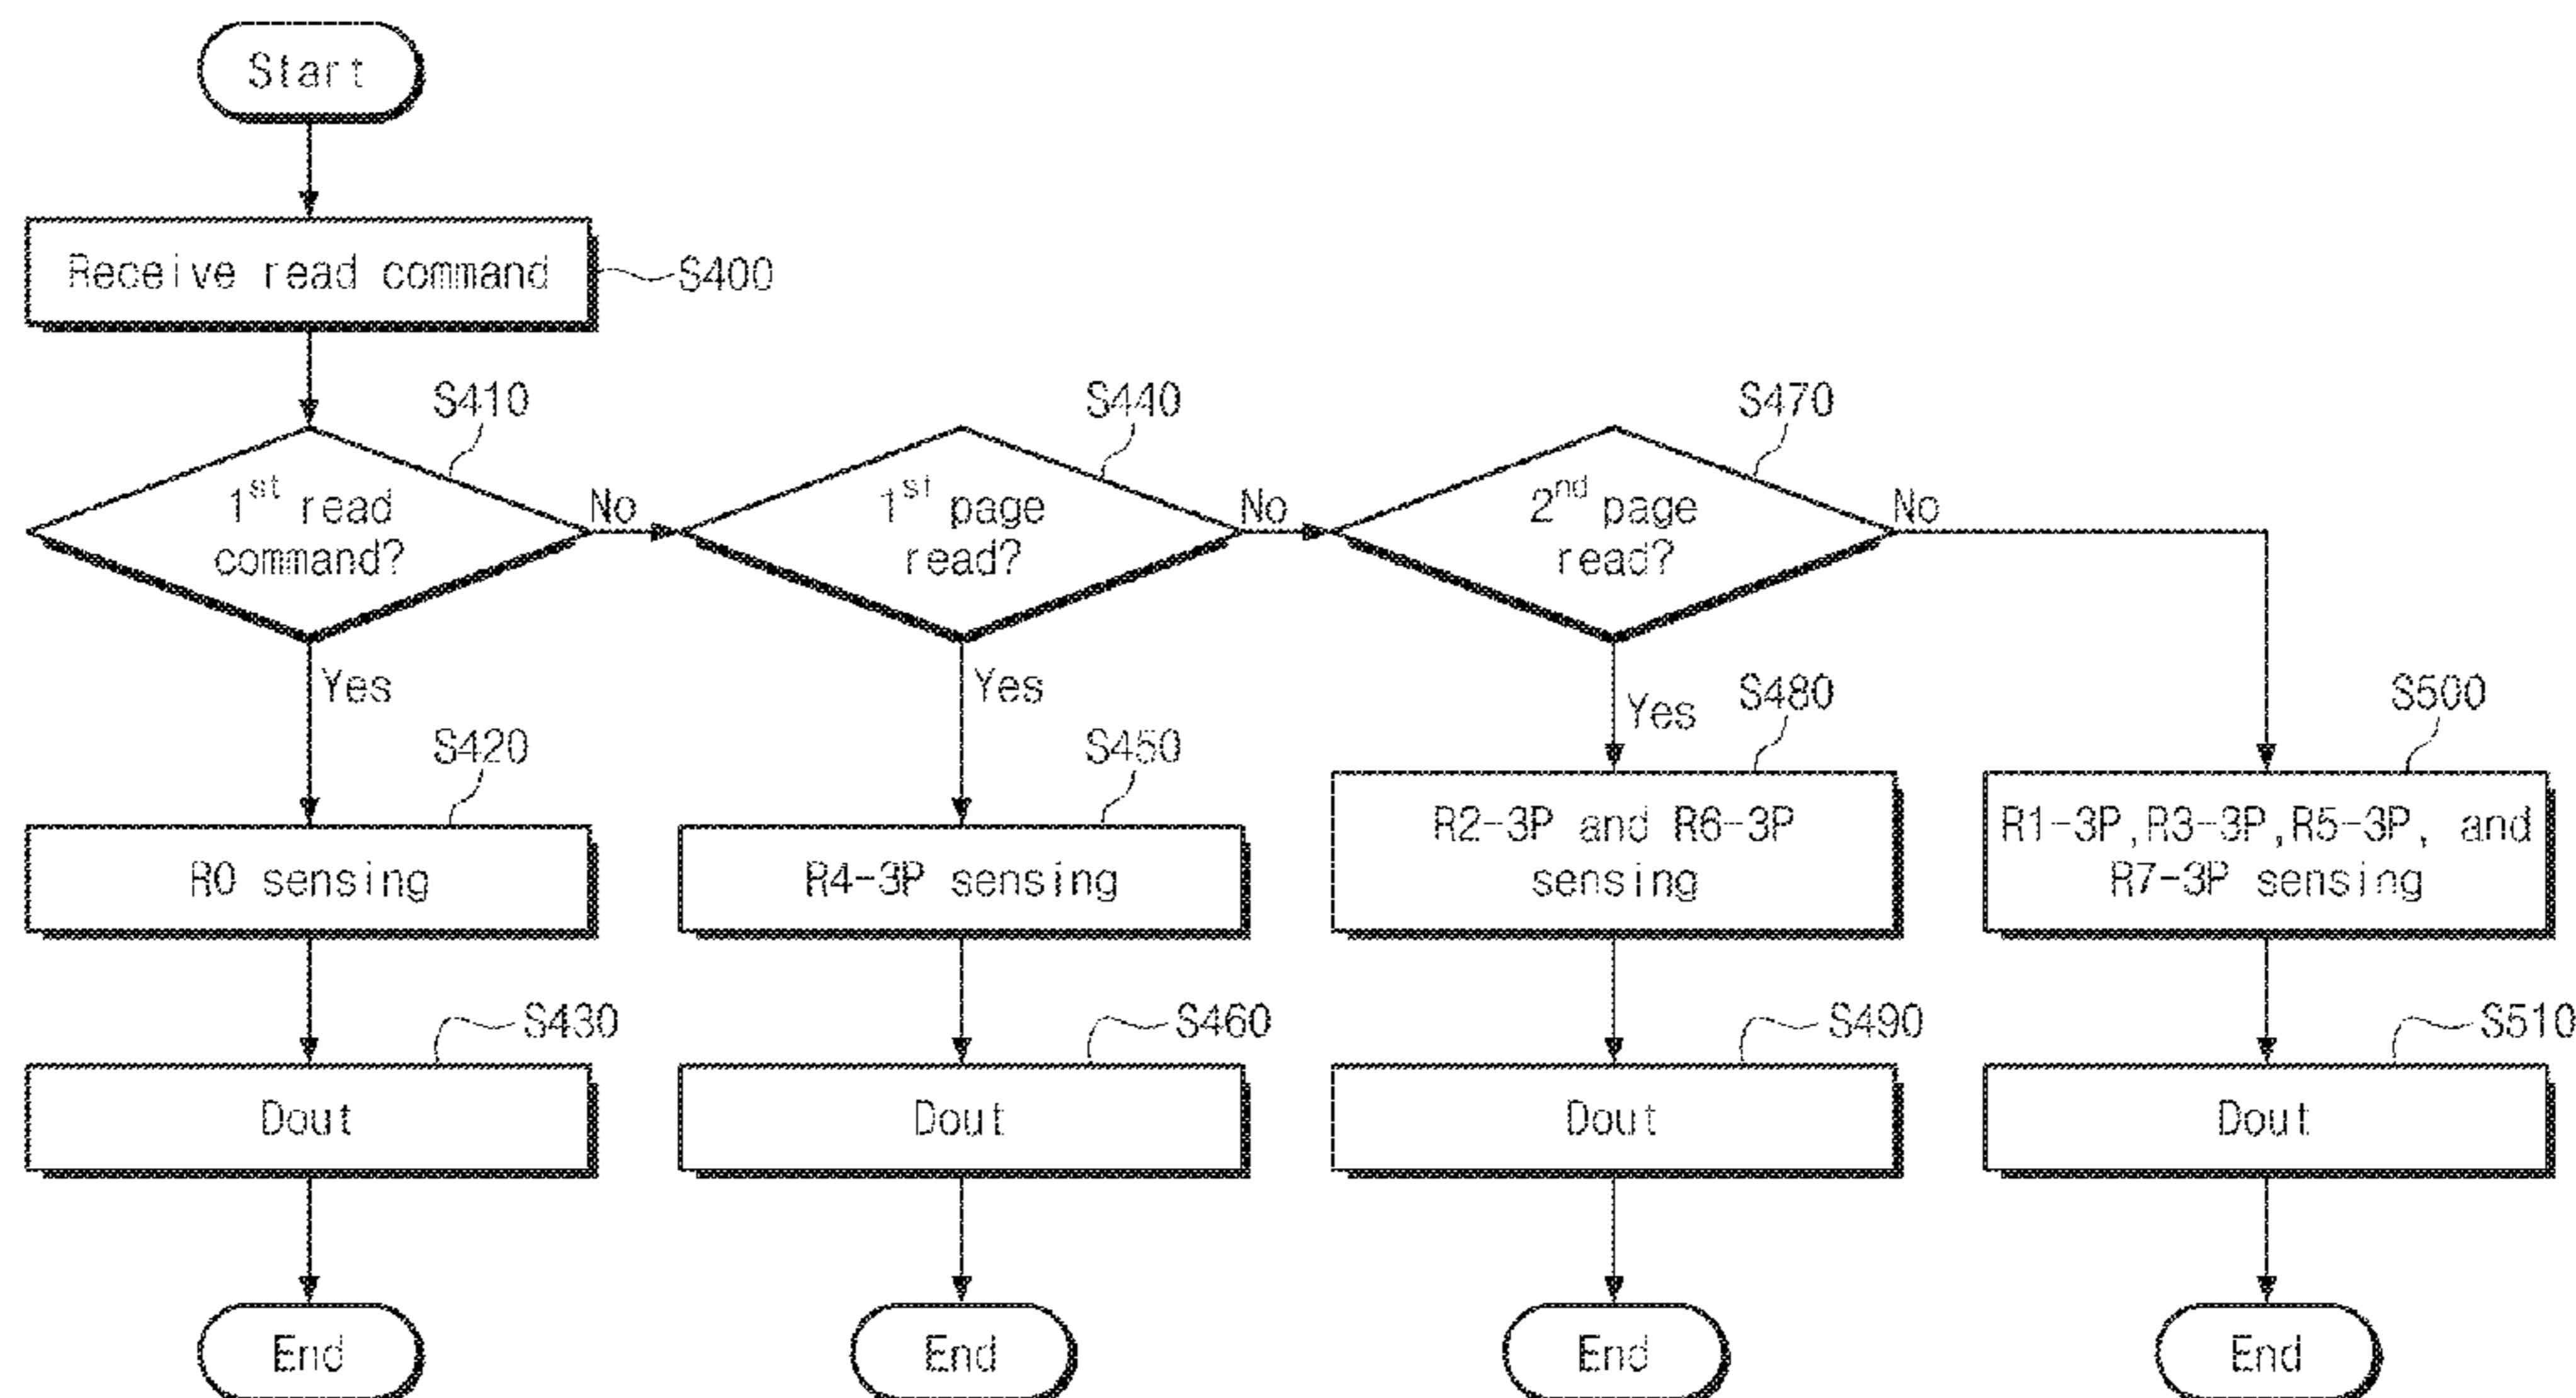 Start
Receive read command
S400
S410
1st read
command?
No
Yes
S440
1st page
read?
No
Yes
S470
2nd page
read?
No
Yes
S420
R0 sensing
S450
R4-3P sensing
S480
R2-3P and R6-3P
sensing
S500
R1-3P,R3-3P,R5-3P, and
R7-3P sensing
S430
Dout
S460
Dout
S490
Dout
S510
Dout
End
End
End
End